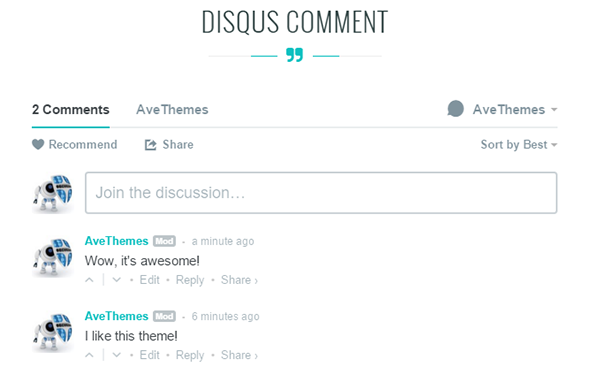 DISQUS COMMENT
2 Comments AveThemes AveThemes
Recommend Share Sort by Best
Join the discussion…
AveThemes Mod • a minute ago
Wow, it's awesome!
• Edit • Reply • Share ›
AveThemes Mod • 6 minutes ago
I like this theme!
• Edit • Reply • Share ›